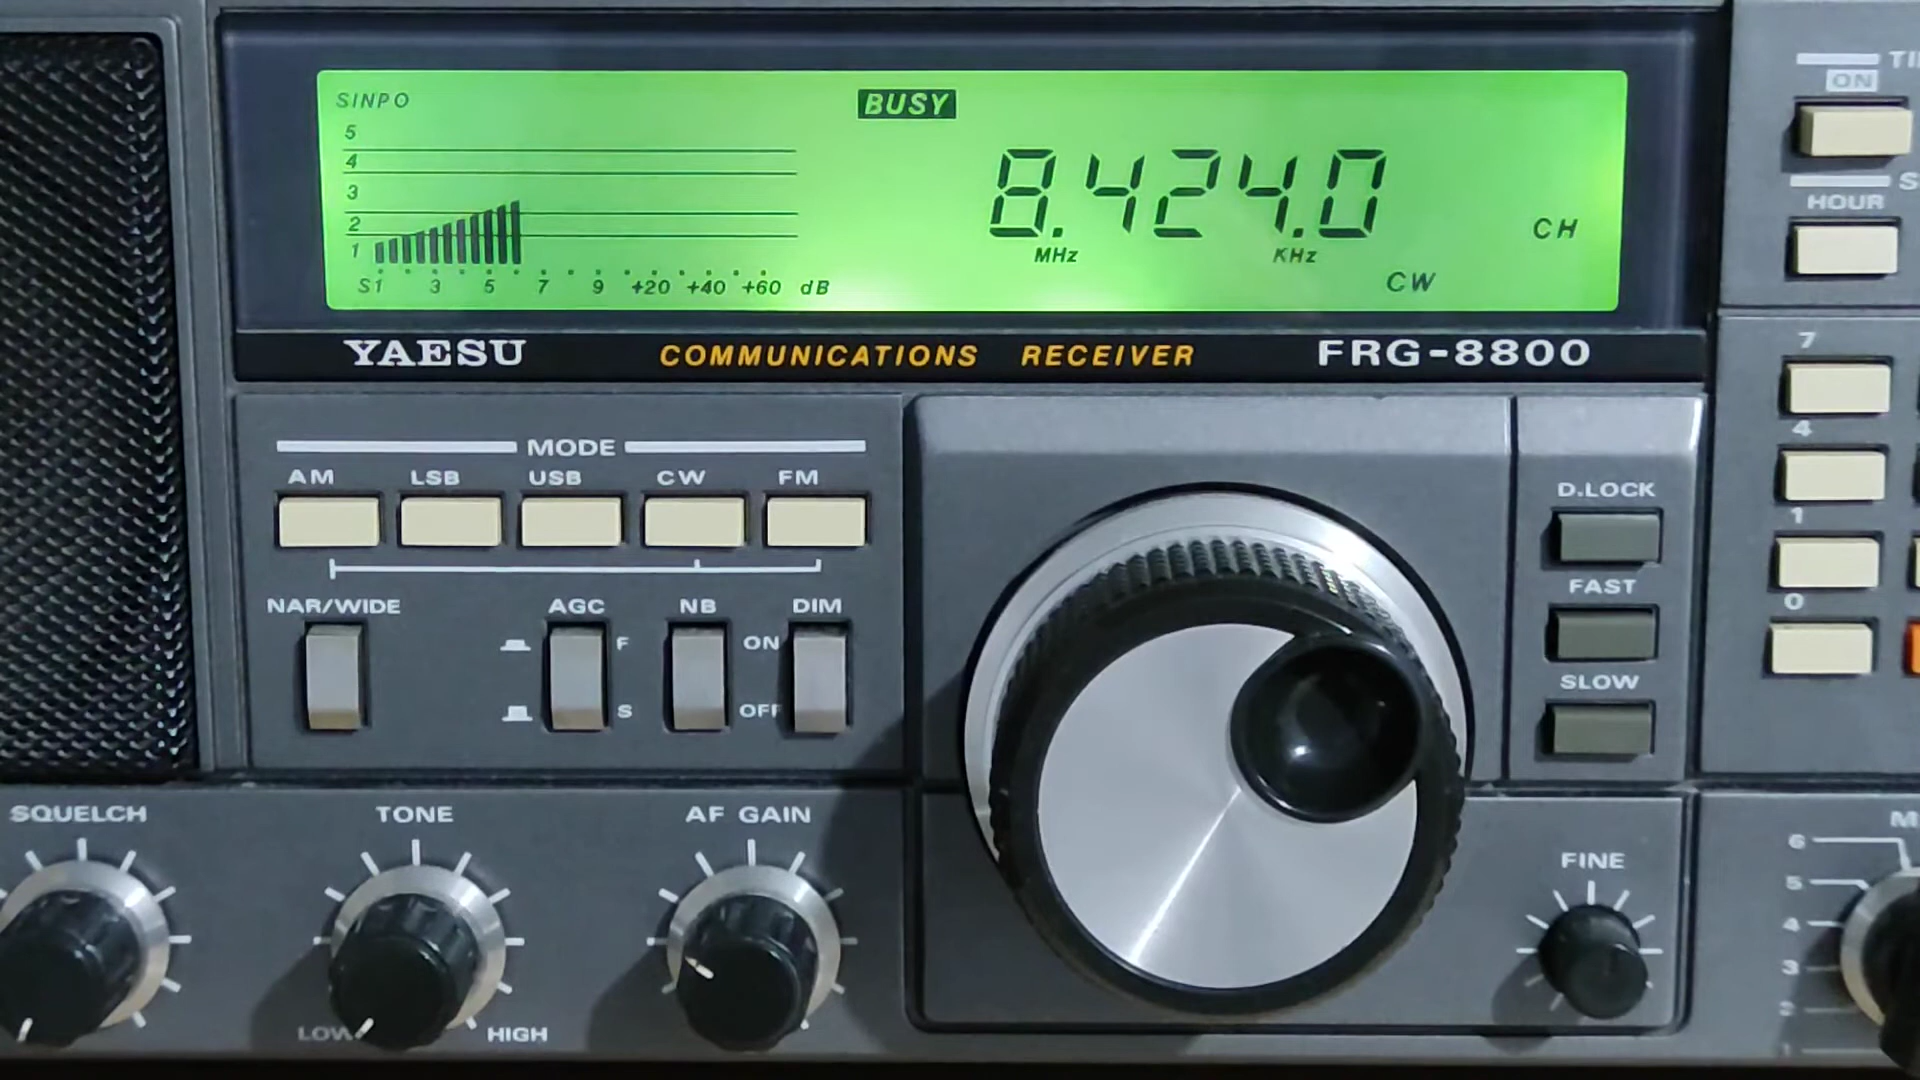 SINPO
BUSY
5
4
3
2
1
8.424.0
MHz
KHz
CH
CW
S1 3 5 7 9 +20 +40 +60 dB
YAESU COMMUNICATIONS RECEIVER FRG-8800
ON
HOUR
MODE
AM LSB USB CW FM
NAR/WIDE AGC NB DIM
F
S
ON
OFF
D.LOCK
FAST
SLOW
7
4
1
0
SQUELCH TONE AF GAIN
LOW HIGH
FINE
6
5
4
3
2
1